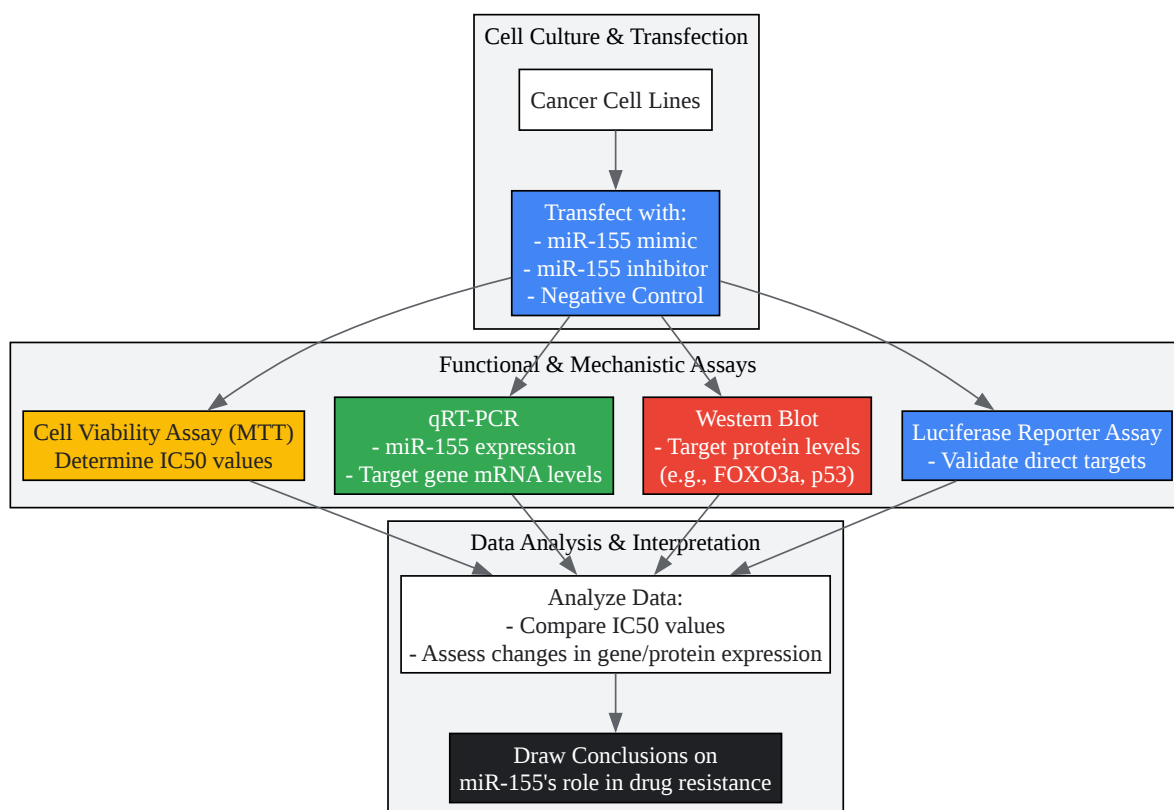 Cell Culture & Transfection
Cancer Cell Lines
Transfect with:
- miR-155 mimic
- miR-155 inhibitor
- Negative Control
Functional & Mechanistic Assays
Cell Viability Assay (MTT)
Determine IC50 values
qRT-PCR
- miR-155 expression
- Target gene mRNA levels
Western Blot
- Target protein levels
(e.g., FOXO3a, p53)
Luciferase Reporter Assay
- Validate direct targets
Data Analysis & Interpretation
Analyze Data:
- Compare IC50 values
- Assess changes in gene/protein expression
Draw Conclusions on
miR-155's role in drug resistance